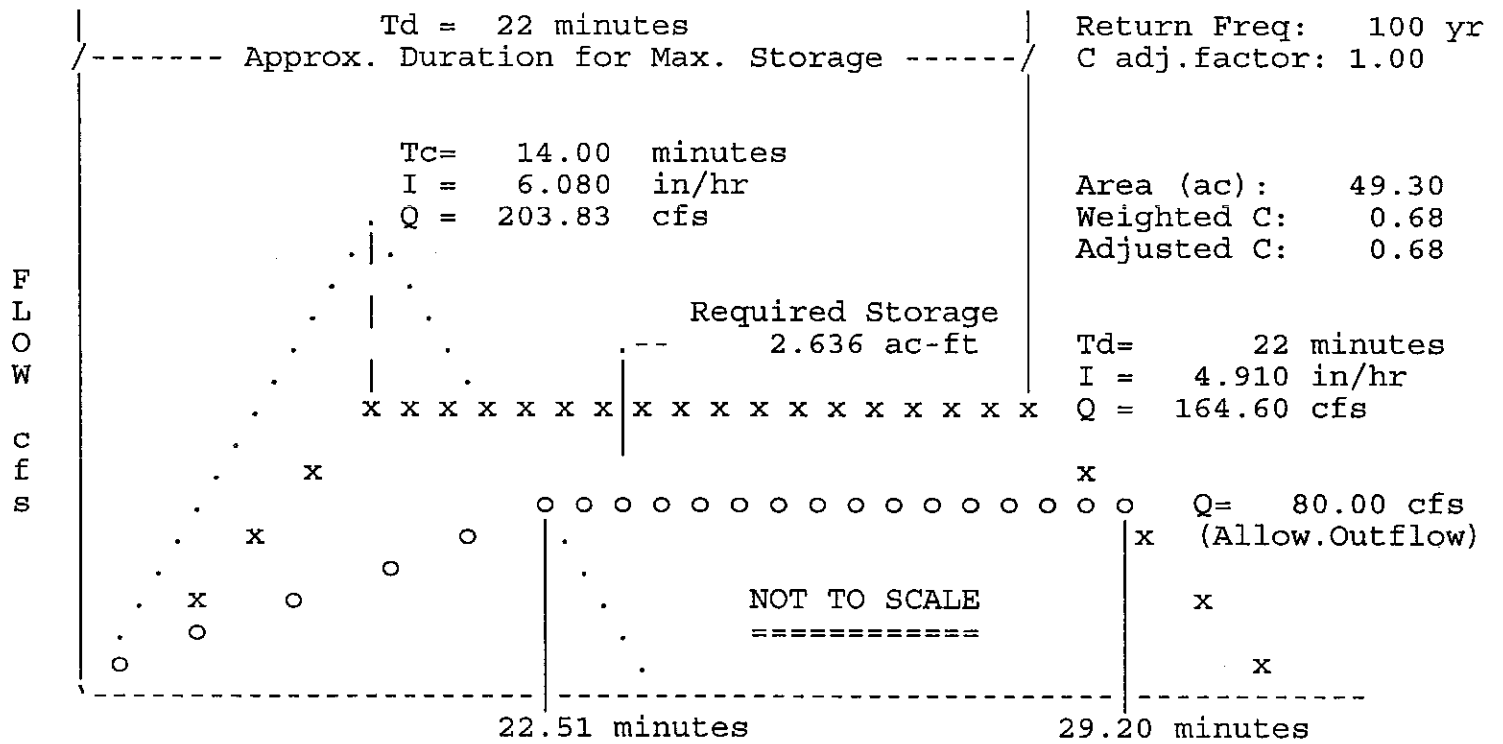 Td = 22 minutes
Return Freq: 100 yr
/------- Approx. Duration for Max. Storage ------/
C adj.factor: 1.00
Tc= 14.00 minutes
I = 6.080 in/hr
Area (ac): 49.30
Q = 203.83 cfs
Weighted C: 0.68
Adjusted C: 0.68
FLOW cfs
Required Storage
2.636 ac-ft
Td= 22 minutes
I = 4.910 in/hr
x x x x x x x x x x x x x x x x x x
Q = 164.60 cfs
x x
o o o o o o o o o o o o o o o o
Q= 80.00 cfs
x o x
(Allow.Outflow)
o
x o
NOT TO SCALE
x
o
============
o x
22.51 minutes
29.20 minutes